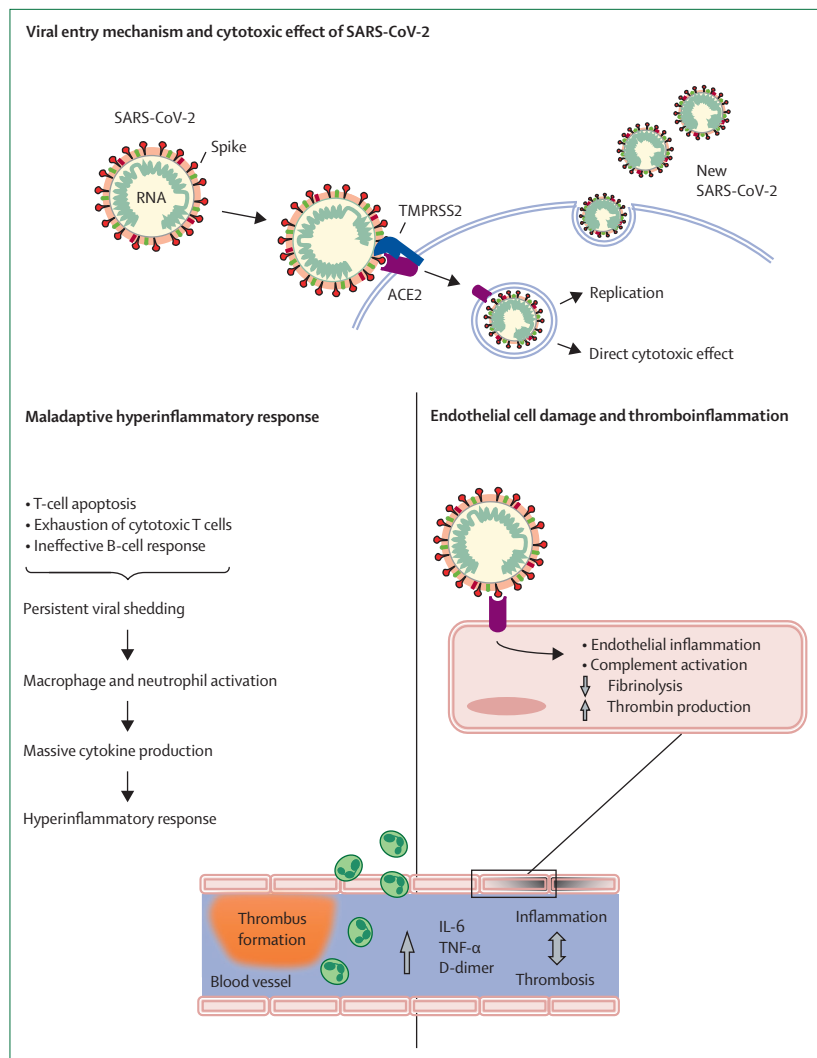 Viral entry mechanism and cytotoxic effect of SARS-CoV-2
SARS-CoV-2
Spike
RNA
TMPRSS2
ACE2
New
SARS-CoV-2
Replication
Direct cytotoxic effect
Maladaptive hyperinflammatory response
• T-cell apoptosis
• Exhaustion of cytotoxic T cells
• Ineffective B-cell response
Persistent viral shedding
Macrophage and neutrophil activation
Massive cytokine production
Hyperinflammatory response
Endothelial cell damage and thromboinflammation
• Endothelial inflammation
• Complement activation
Fibrinolysis
Thrombin production
Thrombus
formation
Blood vessel
IL-6
TNF-α
D-dimer
Inflammation
Thrombosis